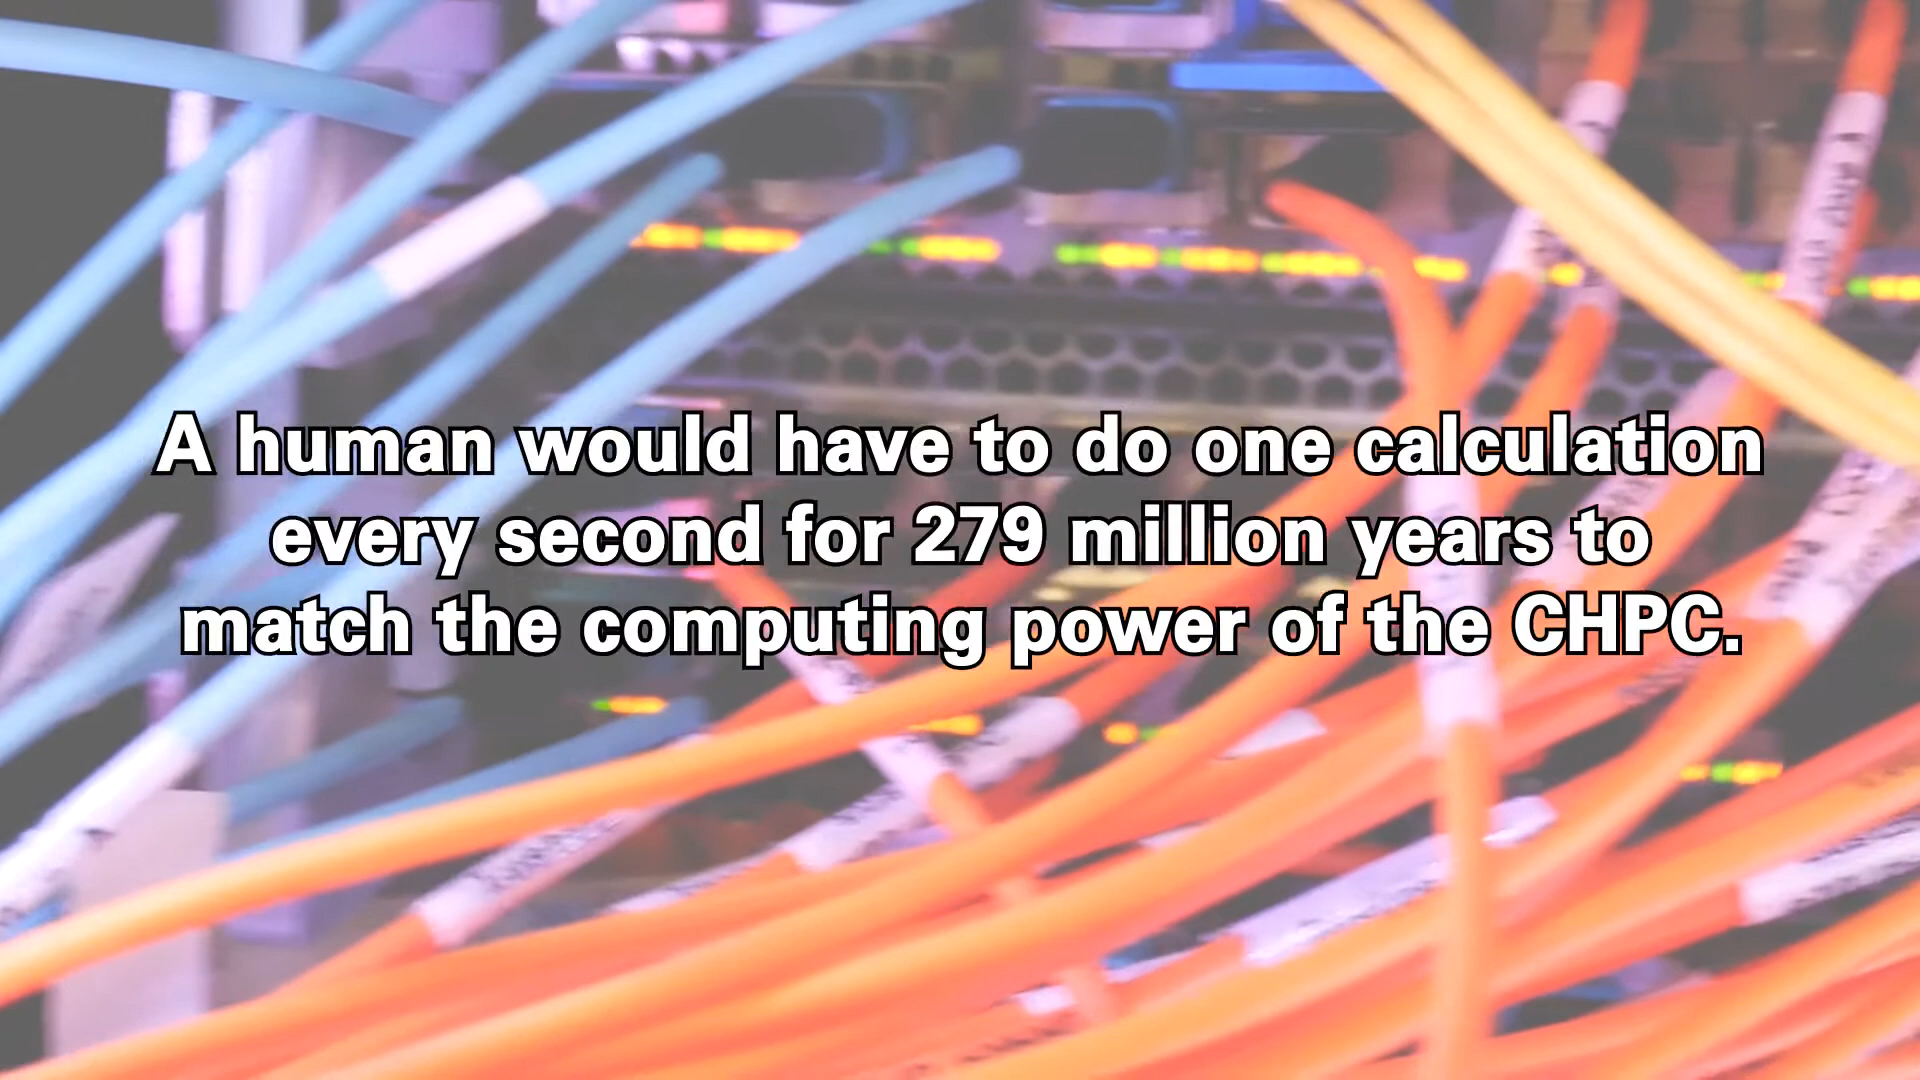 A human would have to do one calculation
every second for 279 million years to
match the computing power of the CHPC.